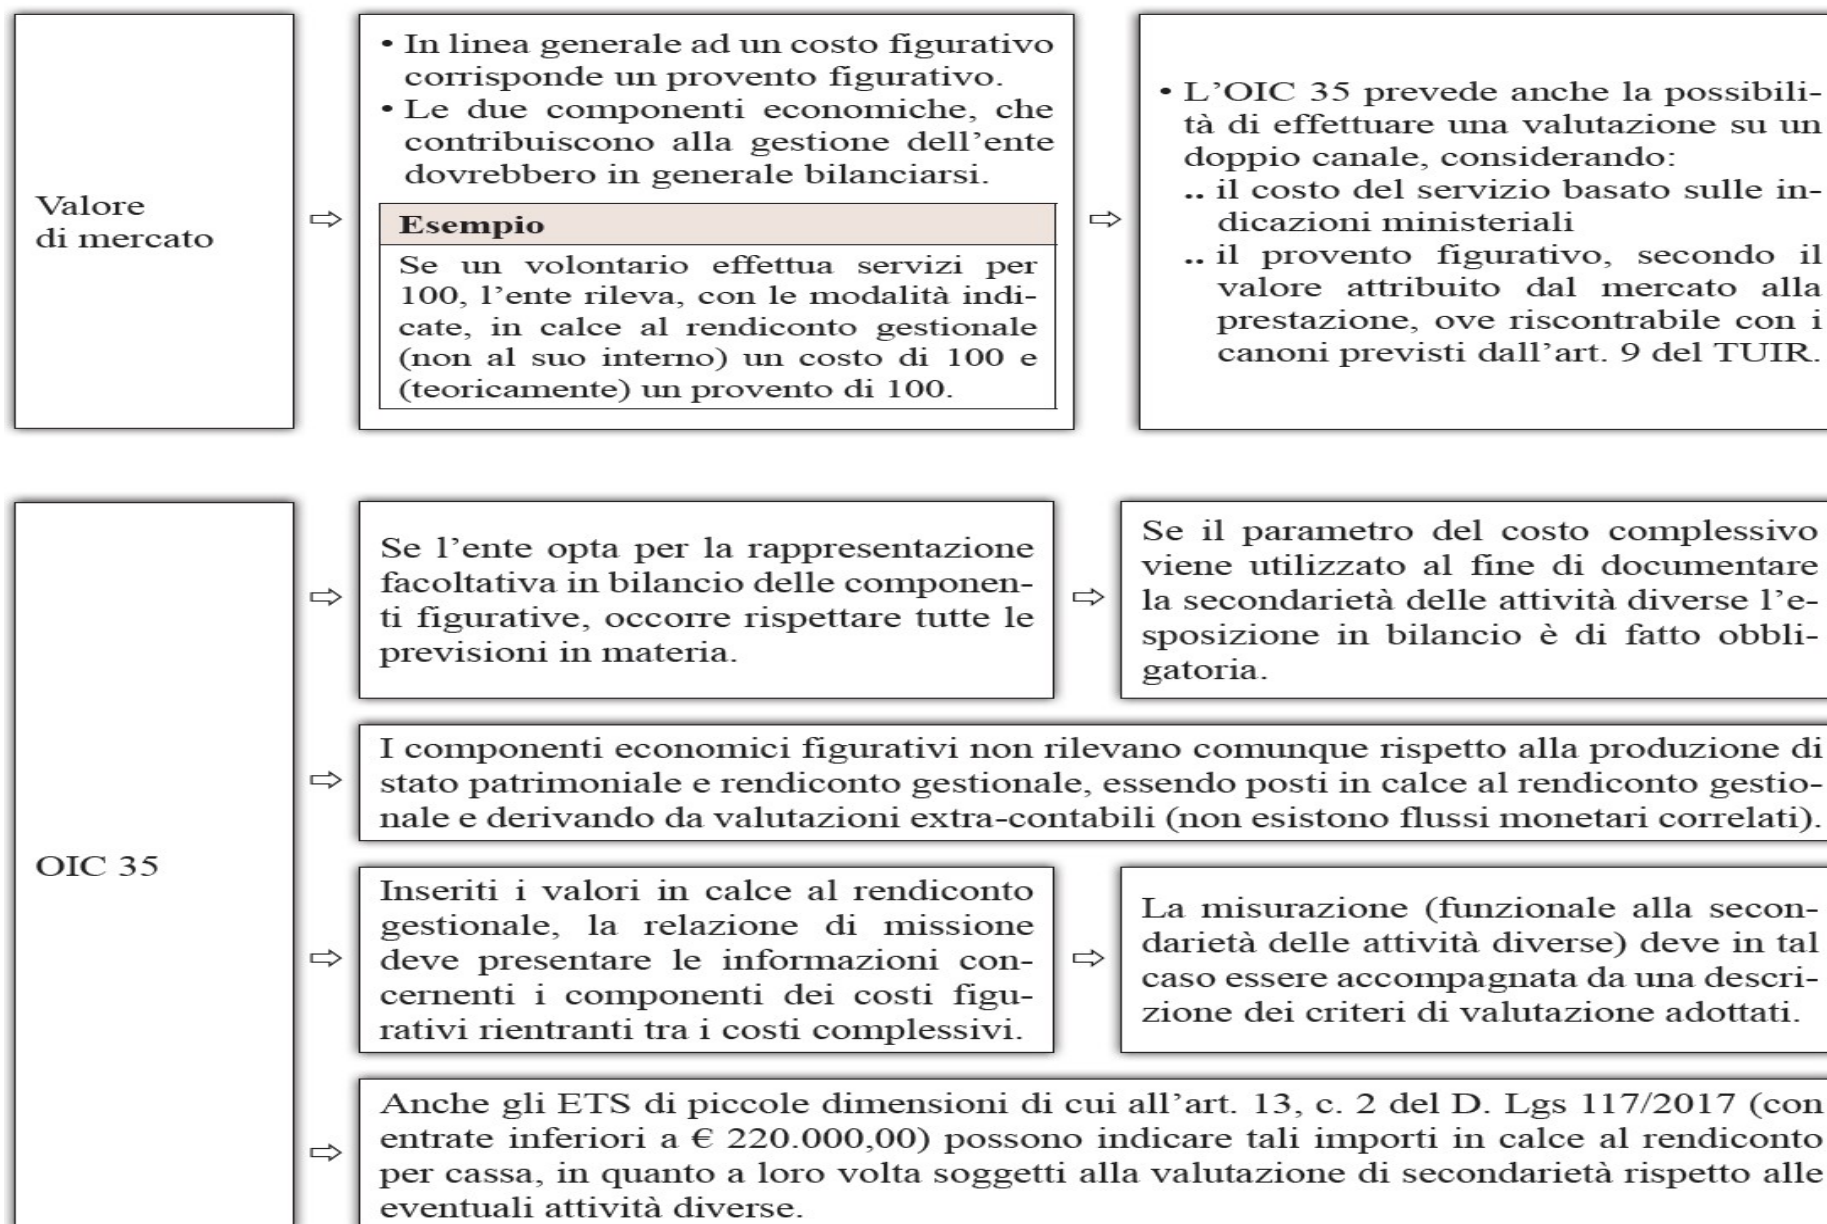 Valore
di mercato
• In linea generale ad un costo figurativo
corrisponde un provento figurativo.
• Le due componenti economiche, che
contribuiscono alla gestione dell'ente
dovrebbero in generale bilanciarsi.
Esempio
Se un volontario effettua servizi per
100, l'ente rileva, con le modalità indi-
cate, in calce al rendiconto gestionale
(non al suo interno) un costo di 100 e
(teoricamente) un provento di 100.
• L'OIC 35 prevede anche la possibili-
tà di effettuare una valutazione su un
doppio canale, considerando:
.. il costo del servizio basato sulle in-
dicazioni ministeriali
.. il provento figurativo, secondo il
valore attribuito dal mercato alla
prestazione, ove riscontrabile con i
canoni previsti dall'art. 9 del TUIR.
OIC 35
Se l'ente opta per la rappresentazione
facoltativa in bilancio delle componen-
ti figurative, occorre rispettare tutte le
previsioni in materia.
Se il parametro del costo complessivo
viene utilizzato al fine di documentare
la secondarietà delle attività diverse l'e-
sposizione in bilancio è di fatto obbli-
gatoria.
I componenti economici figurativi non rilevano comunque rispetto alla produzione di
stato patrimoniale e rendiconto gestionale, essendo posti in calce al rendiconto gestio-
nale e derivando da valutazioni extra-contabili (non esistono flussi monetari correlati).
Inseriti i valori in calce al rendiconto
gestionale, la relazione di missione
deve presentare le informazioni con-
cernenti i componenti dei costi figu-
rativi rientranti tra i costi complessivi.
La misurazione (funzionale alla secon-
darietà delle attività diverse) deve in tal
caso essere accompagnata da una descri-
zione dei criteri di valutazione adottati.
Anche gli ETS di piccole dimensioni di cui all'art. 13, c. 2 del D. Lgs 117/2017 (con
entrate inferiori a € 220.000,00) possono indicare tali importi in calce al rendiconto
per cassa, in quanto a loro volta soggetti alla valutazione di secondarietà rispetto alle
eventuali attività diverse.